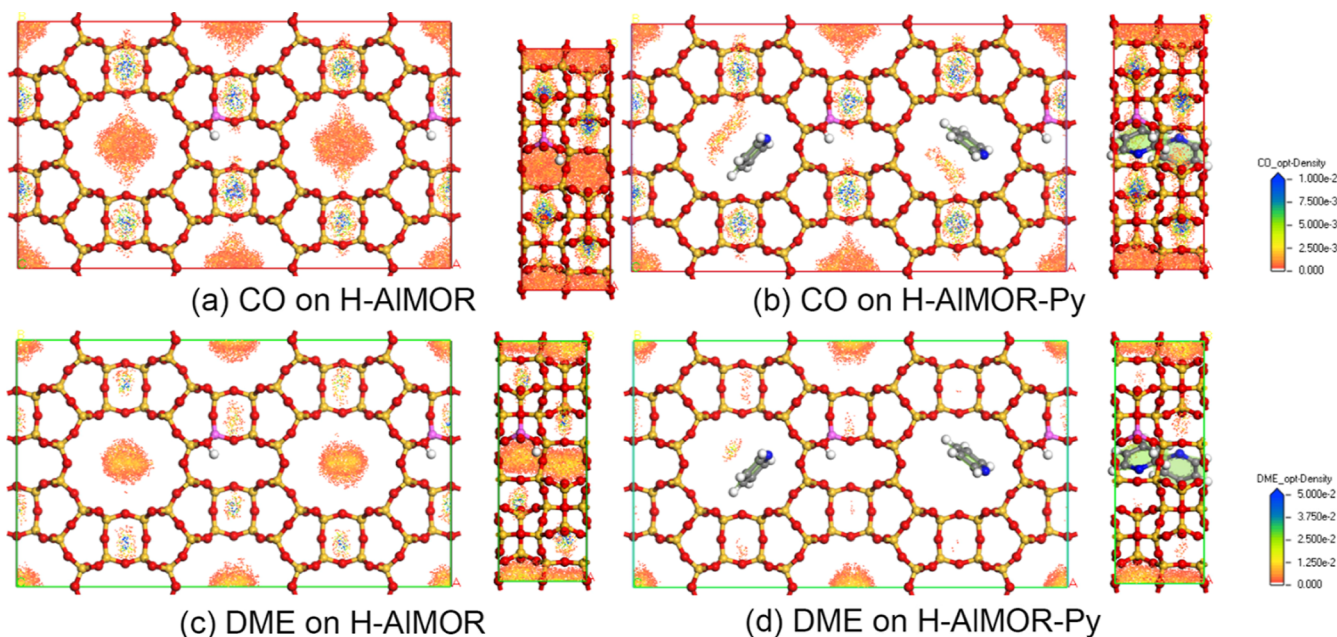 CO_opt-Density
1.000e-2
7.500e-3
5.000e-3
2.500e-3
0.000
(a) CO on H-AlMOR
(b) CO on H-AlMOR-Py
DME_opt-Density
5.000e-2
3.750e-2
2.500e-2
1.250e-2
0.000
(c) DME on H-AlMOR
(d) DME on H-AlMOR-Py